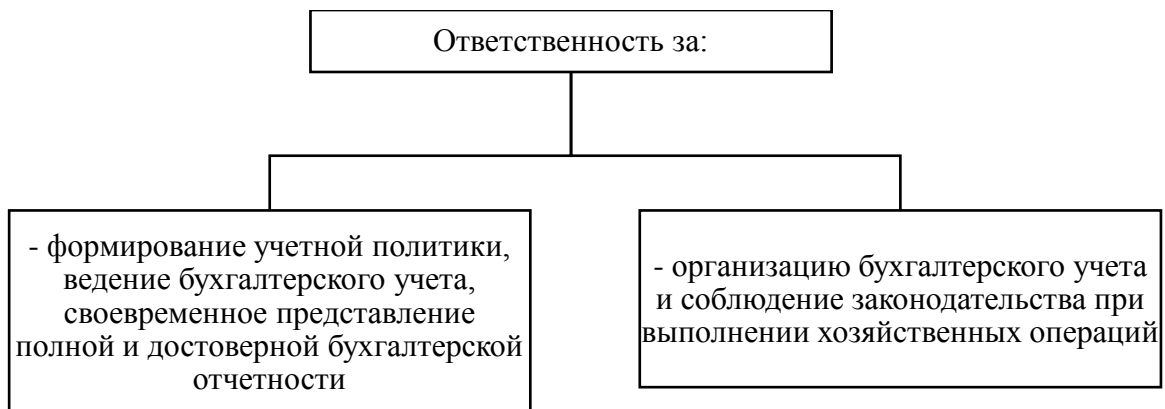 Ответственность за:
- формирование учетной политики,
ведение бухгалтерского учета,
своевременное представление
полной и достоверной бухгалтерской
отчетности
- организацию бухгалтерского учета
и соблюдение законодательства при
выполнении хозяйственных операций